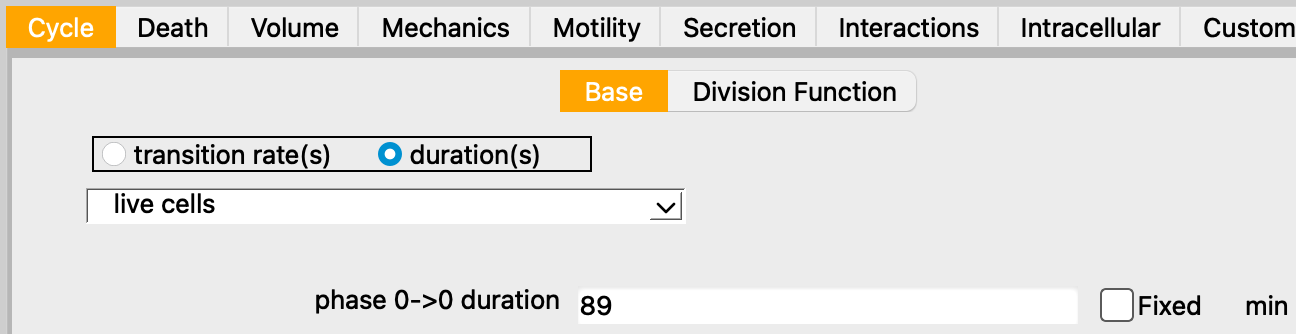 Cycle Death Volume Mechanics Motility Secretion Interactions Intracellular Custom
Base Division Function
transition rate(s) duration(s)
live cells
phase 0->0 duration 89 Fixed min